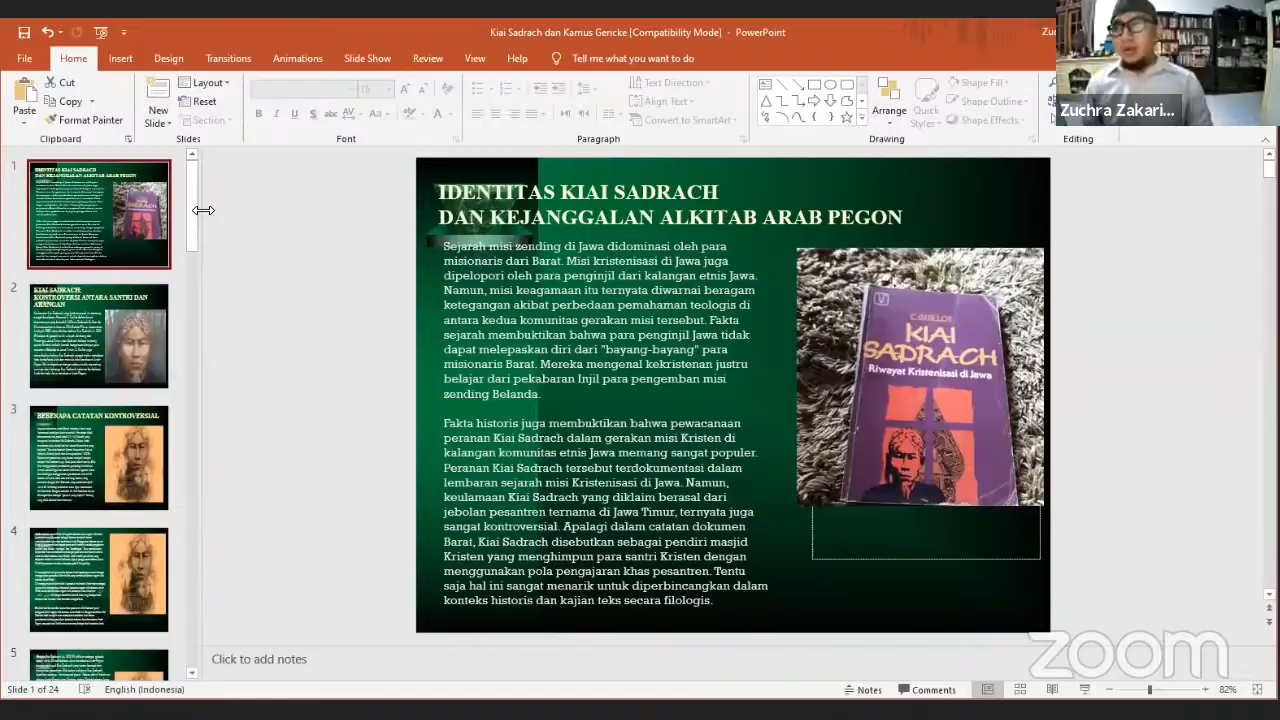 Kiai Sadrach dan Kamus Gericke [Compatibility Mode] - PowerPoint
Zuchra Zakari...
File Home Insert Design Transitions Animations Slide Show Review View Help Tell me what you want to do
Paste
Cut
Copy
Format Painter
Clipboard
New
Slide
Layout
Reset
Section
Slides
Font
Text Direction
Align Text
Convert to SmartArt
Paragraph
Arrange
Quick
Styles
Shape Fill
Shape Outline
Shape Effects
Drawing
Editing
1
2
KIAI SADRACH:
KONTROVERSI ANTARA SANTRI DAN
ABANGAN
3
BEBERAPA CATATAN KONTROVERSIAL
4
5
IDENTITAS KIAI SADRACH
DAN KEJANGGALAN ALKITAB ARAB PEGON
Sejarah misi zending di Jawa didominasi oleh para
misionaris dari Barat. Misi kristenisasi di Jawa juga
dipelopori oleh para penginjil dari kalangan etnis Jawa.
Namun, misi keagamaan itu ternyata diwarnai beragam
ketegangan akibat perbedaan pemahaman teologis di
antara kedua komunitas gerakan misi tersebut. Fakta
sejarah membuktikan bahwa para penginjil Jawa tidak
dapat melepaskan diri dari "bayang-bayang" para
misionaris Barat. Mereka mengenal kekristenan justru
belajar dari pekabaran Injil para pengemban misi
zending Belanda.
Fakta historis juga membuktikan bahwa pewacanaan
peranan Kiai Sadrach dalam gerakan misi Kristen di
kalangan komunitas etnis Jawa memang sangat populer.
Peranan Kiai Sadrach tersebut terdokumentasi dalam
lembaran sejarah misi Kristenisasi di Jawa. Namun,
keulamaan Kiai Sadrach yang diklaim berasal dari
jebolan pesantren ternama di Jawa Timur, ternyata juga
sangat kontroversial. Apalagi dalam catatan dokumen
Barat, Kiai Sadrach disebutkan sebagai pendiri masjid
Kristen yang menghimpun para santri Kristen dengan
menggunakan pola pengajaran khas pesantren. Tentu
saja hal ini sangat menarik untuk diperbincangkan dalam
konteks historis dan kajian teks secara filologis.
C. GUILLOT
KIAI
SADRACH
Riwayat Kristenisasi di Jawa
Click to add notes
zoom
Slide 1 of 24 English (Indonesia) Notes Comments 82%